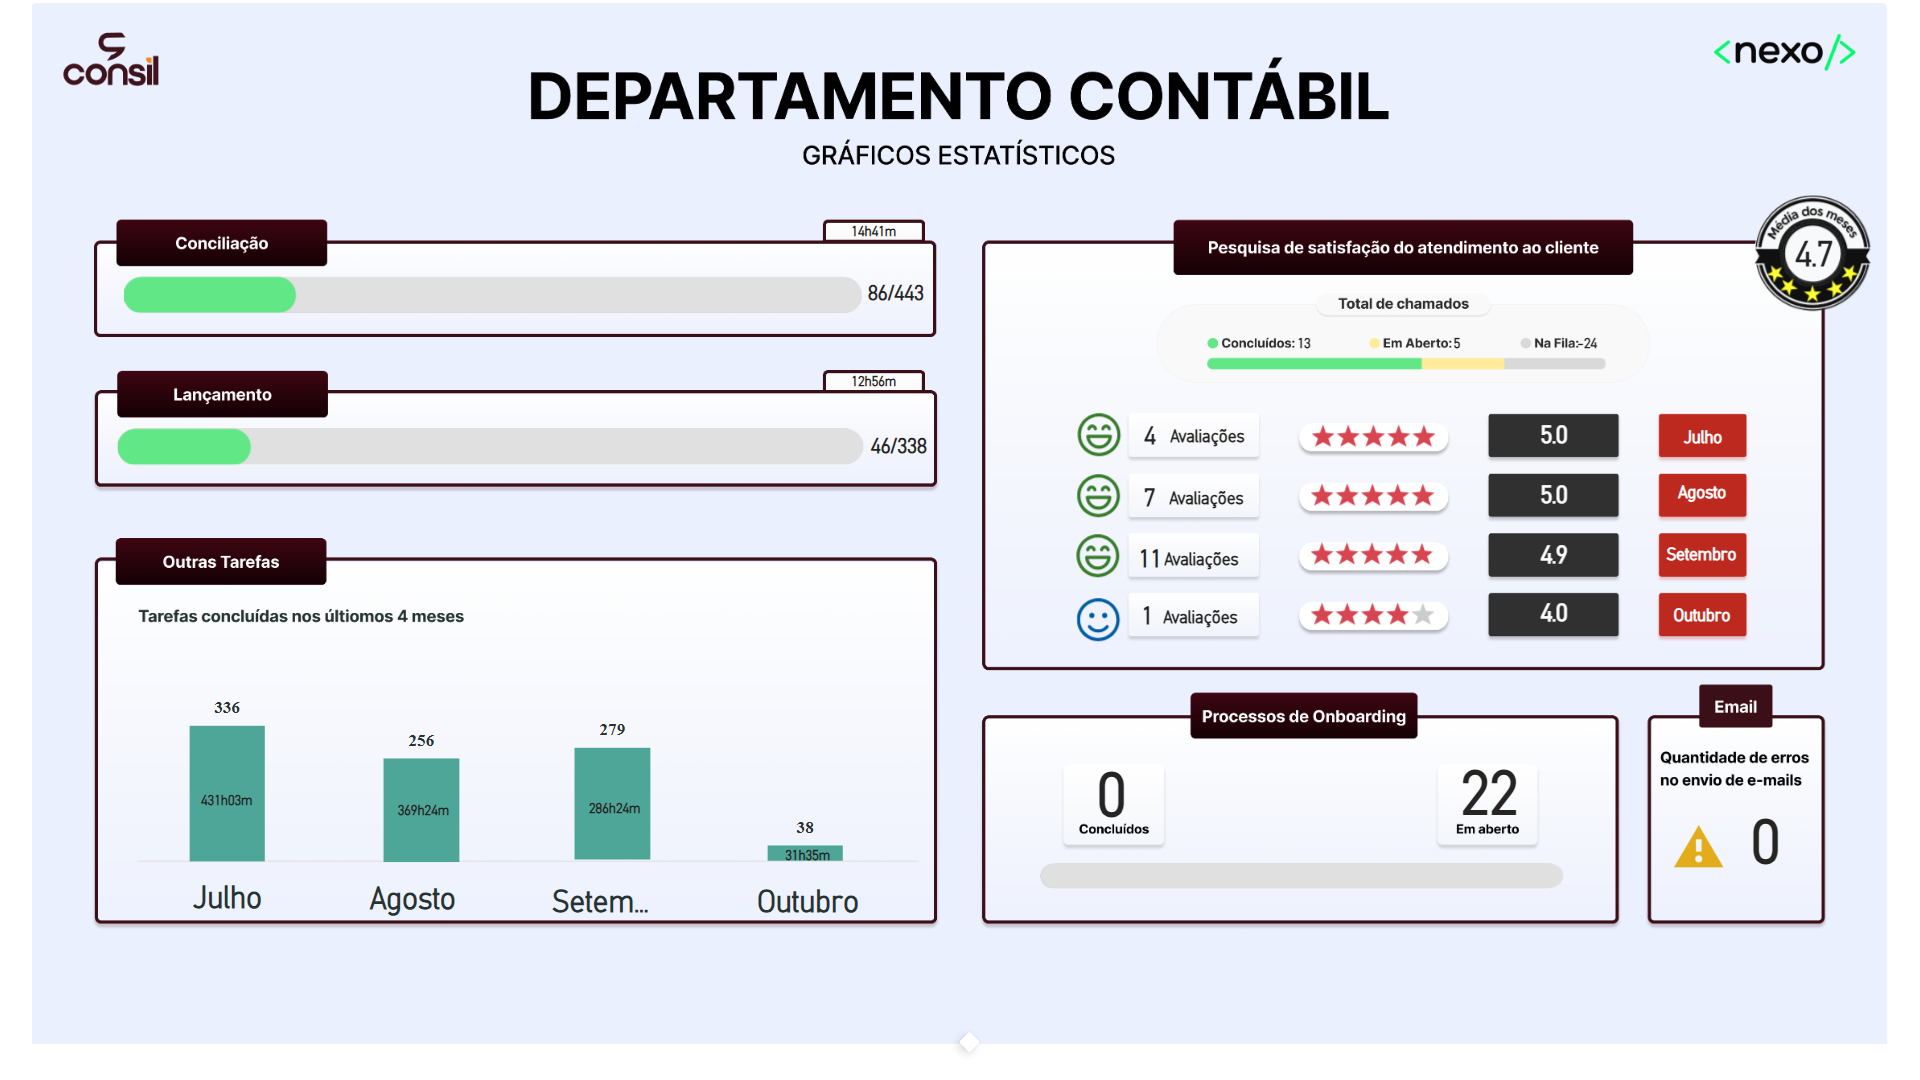 consil
<nexo/>
DEPARTAMENTO CONTÁBIL
GRÁFICOS ESTATÍSTICOS
Conciliação
14h41m
86/443
Lançamento
12h56m
46/338
Outras Tarefas
Tarefas concluídas nos últiomos 4 meses
336
431h03m
Julho
256
369h24m
Agosto
279
286h24m
Setem...
38
31h35m
Outubro
Pesquisa de satisfação do atendimento ao cliente
Média dos meses
4.7
Total de chamados
Concluídos: 13 Em Aberto: 5 Na Fila:-24
4 Avaliações 5.0 Julho
7 Avaliações 5.0 Agosto
11 Avaliações 4.9 Setembro
1 Avaliações 4.0 Outubro
Processos de Onboarding
0
Concluídos
22
Em aberto
Email
Quantidade de erros
no envio de e-mails
0